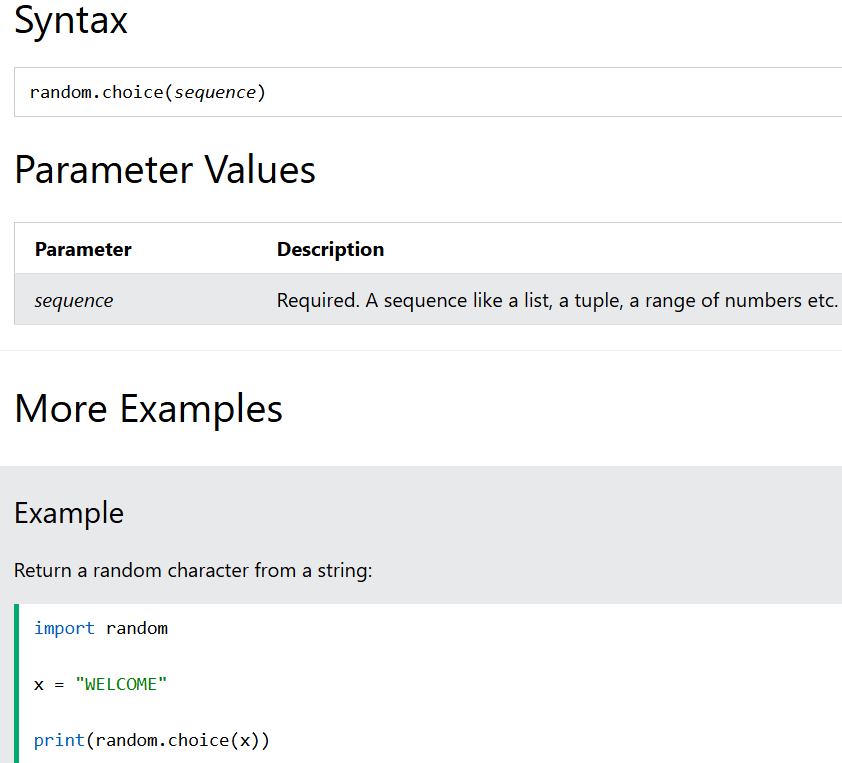 Syntax
random.choice(sequence)
Parameter Values
Parameter Description
sequence Required. A sequence like a list, a tuple, a range of numbers etc.
More Examples
Example
Return a random character from a string:
import random
x = "WELCOME"
print(random.choice(x))